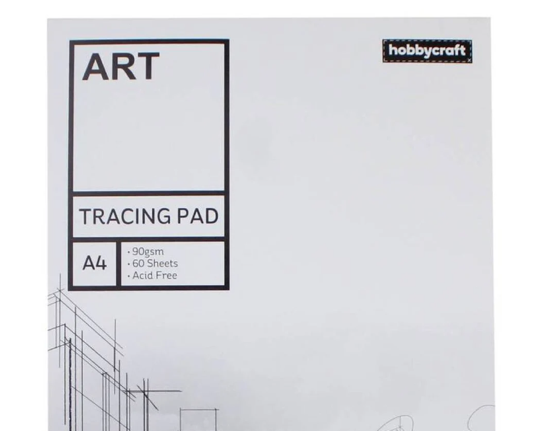 ART
hobbycraft
TRACING PAD
A4
• 90gsm
• 60 Sheets
• Acid Free